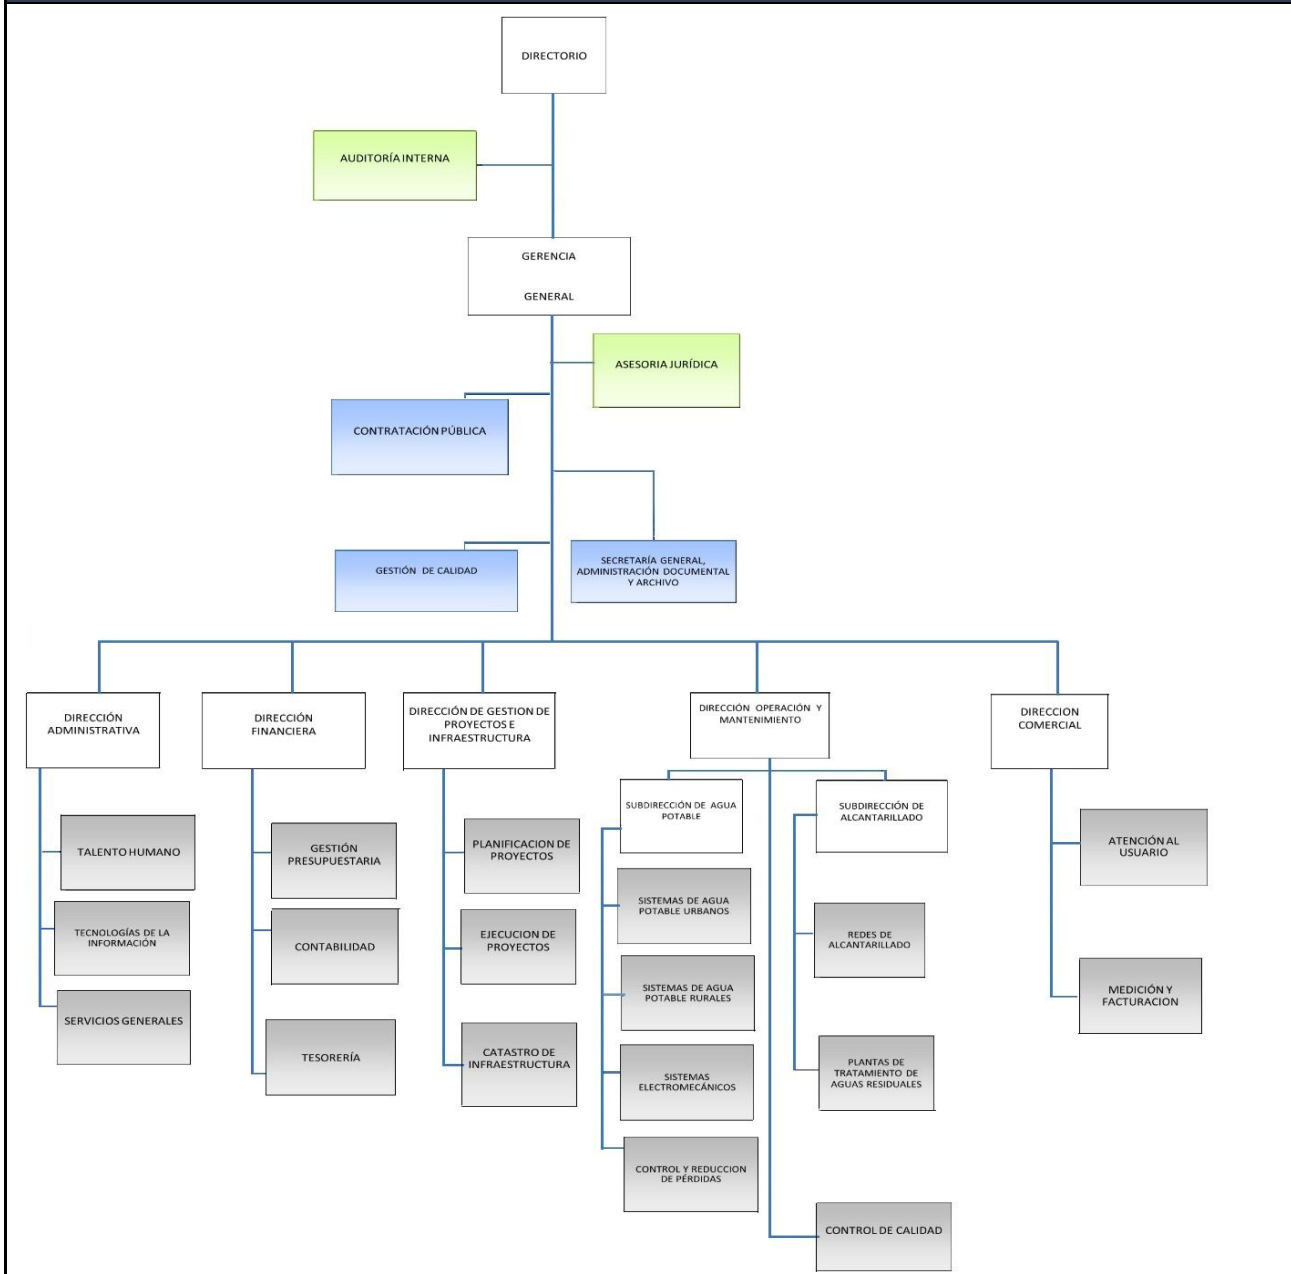 DIRECTORIO
AUDITORÍA INTERNA
GERENCIA
GENERAL
ASESORIA JURÍDICA
CONTRATACIÓN PÚBLICA
GESTIÓN DE CALIDAD
SECRETARÍA GENERAL,
ADMINISTRACIÓN DOCUMENTAL
Y ARCHIVO
DIRECCIÓN
ADMINISTRATIVA
DIRECCIÓN
FINANCIERA
DIRECCIÓN DE GESTION DE
PROYECTOS E
INFRAESTRUCTURA
DIRECCIÓN OPERACIÓN Y
MANTENIMIENTO
DIRECCION
COMERCIAL
TALENTO HUMANO
TECNOLOGÍAS DE LA
INFORMACIÓN
SERVICIOS GENERALES
GESTIÓN
PRESUPUESTARIA
CONTABILIDAD
TESORERÍA
PLANIFICACION DE
PROYECTOS
EJECUCION DE
PROYECTOS
CATASTRO DE
INFRAESTRUCTURA
SUBDIRECCIÓN DE AGUA
POTABLE
SISTEMAS DE AGUA
POTABLE URBANOS
SISTEMAS DE AGUA
POTABLE RURALES
SISTEMAS
ELECTROMECÁNICOS
CONTROL Y REDUCCION
DE PÉRDIDAS
SUBDIRECCIÓN DE
ALCANTARILLADO
REDES DE
ALCANTARILLADO
PLANTAS DE
TRATAMIENTO DE
AGUAS RESIDUALES
CONTROL DE CALIDAD
ATENCIÓN AL
USUARIO
MEDICIÓN Y
FACTURACION